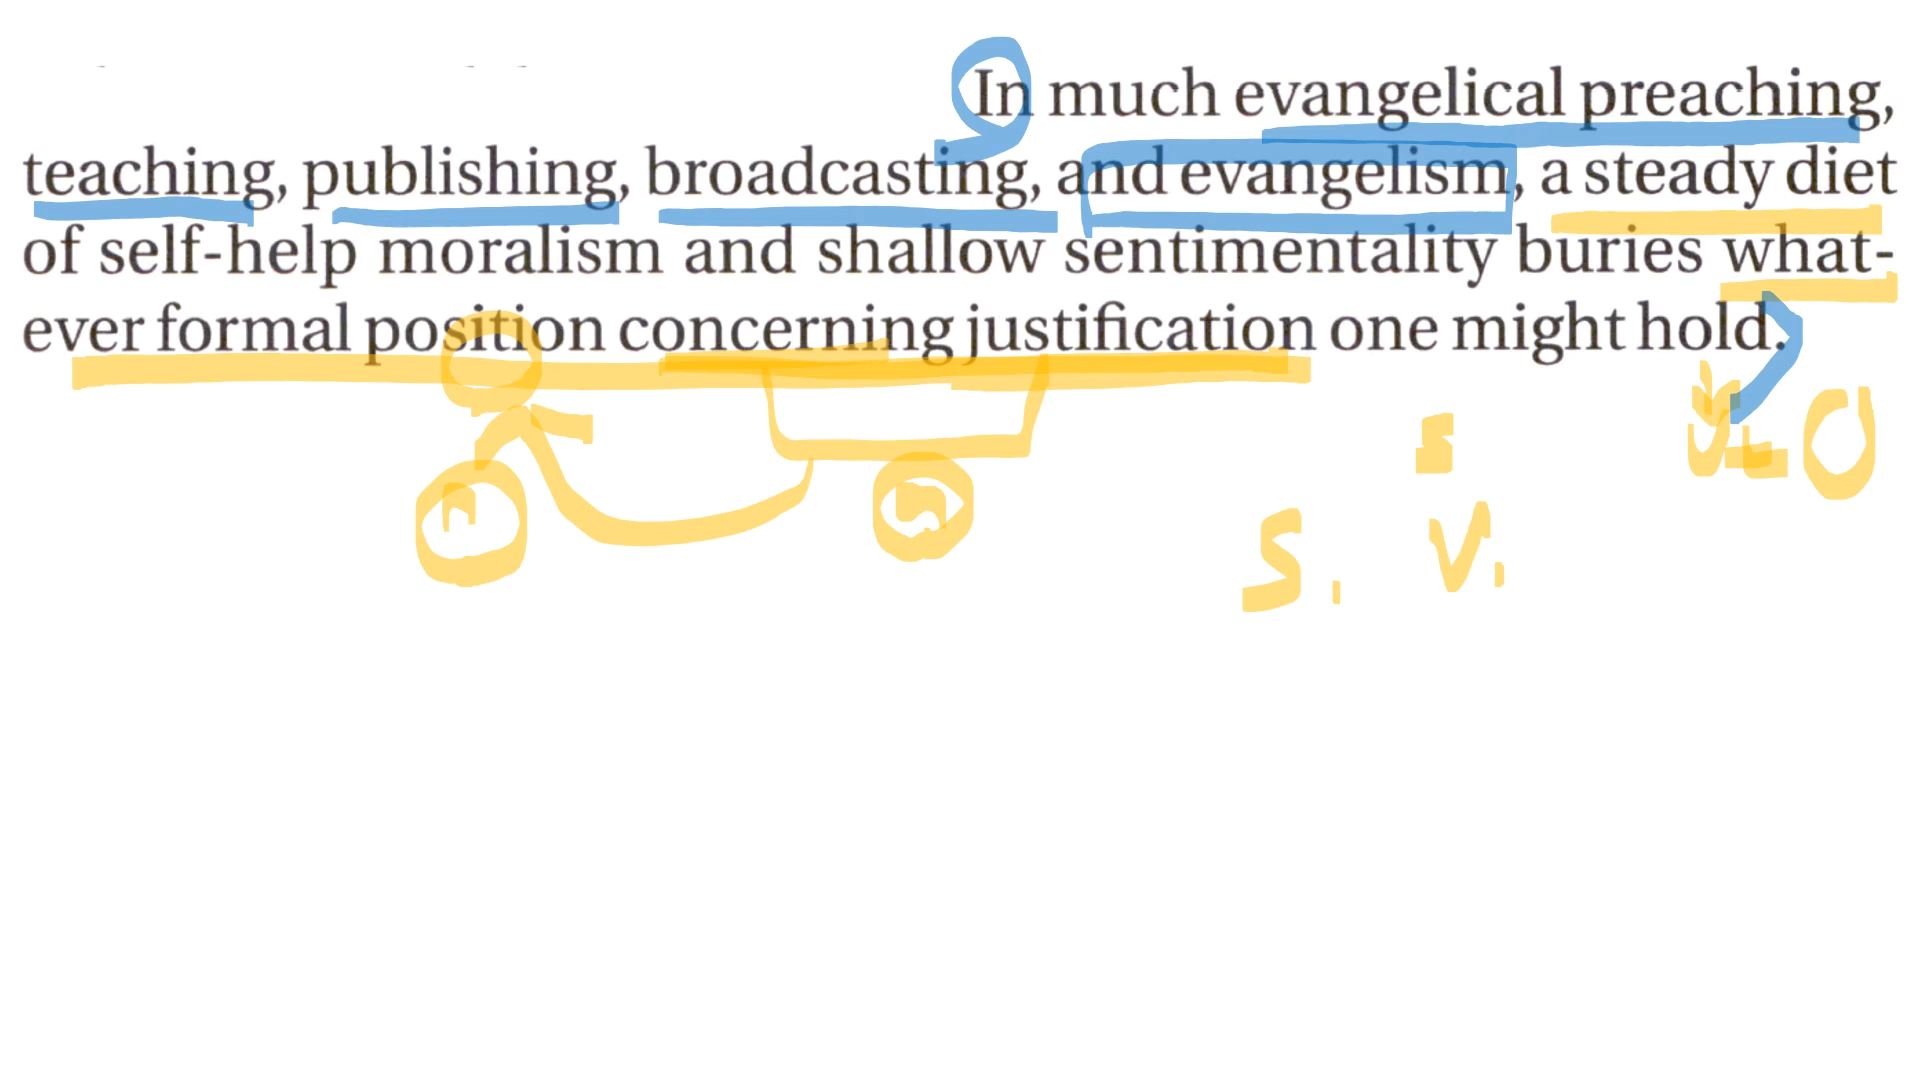 In much evangelical preaching,
teaching, publishing, broadcasting, and evangelism, a steady diet
of self-help moralism and shallow sentimentality buries what-
ever formal position concerning justification one might hold.
S
S. V.